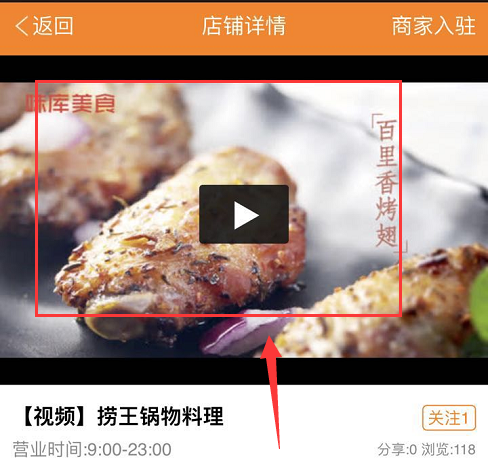 返回
店铺详情
商家入驻
味库美食
「百里香烤翅」
【视频】捞王锅物料理
关注1
营业时间:9:00-23:00
分享:0 浏览:118